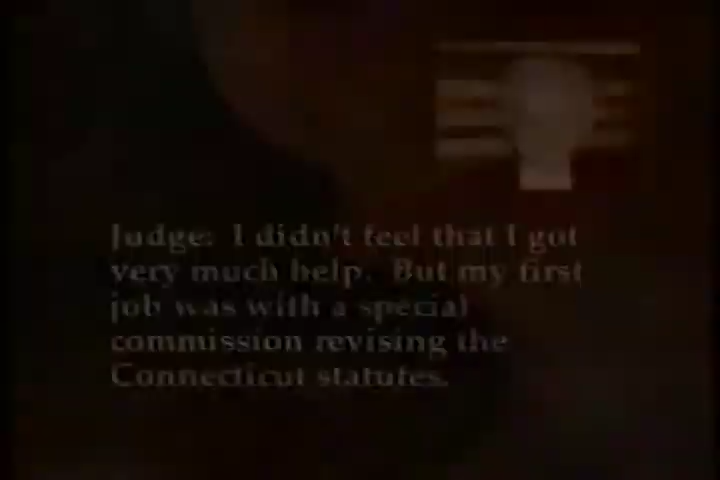 Judge: I didn't feel that I got
very much help. But my first
job was with a special
commission revising the
Connecticut statutes.